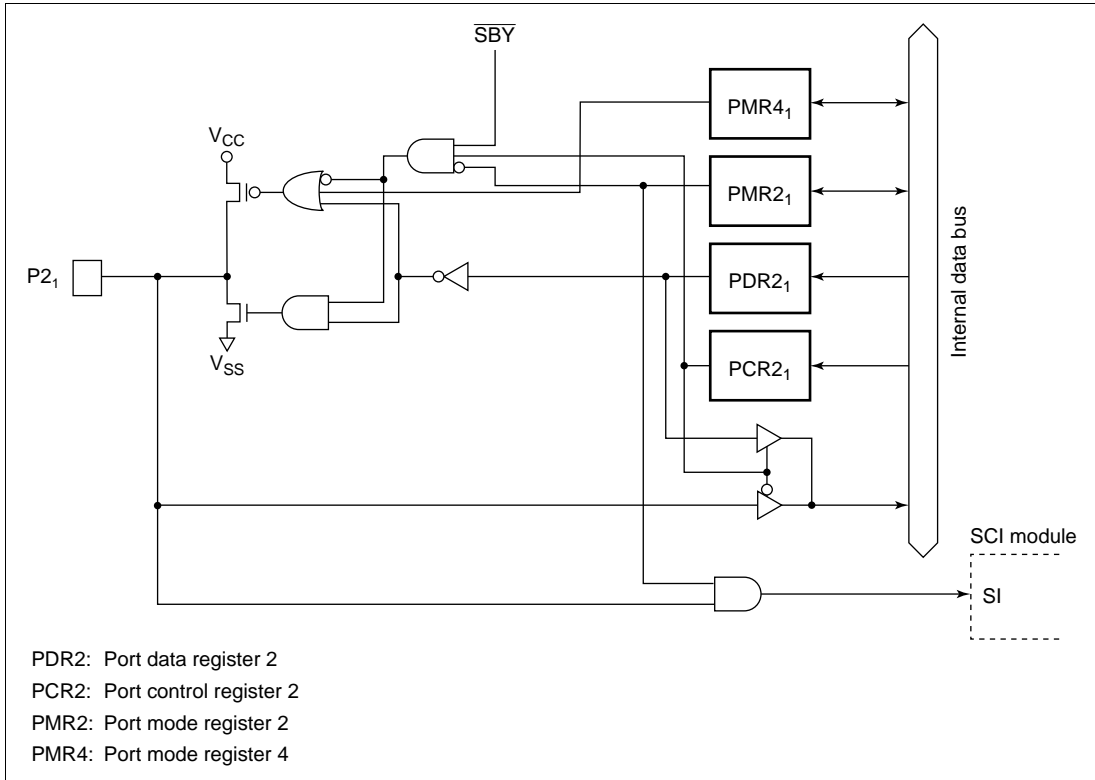 SBY
PMR4₁
V_CC
PMR2₁
Internal data bus
P2₁
PDR2₁
PCR2₁
V_SS
SCI module
SI
PDR2: Port data register 2
PCR2: Port control register 2
PMR2: Port mode register 2
PMR4: Port mode register 4